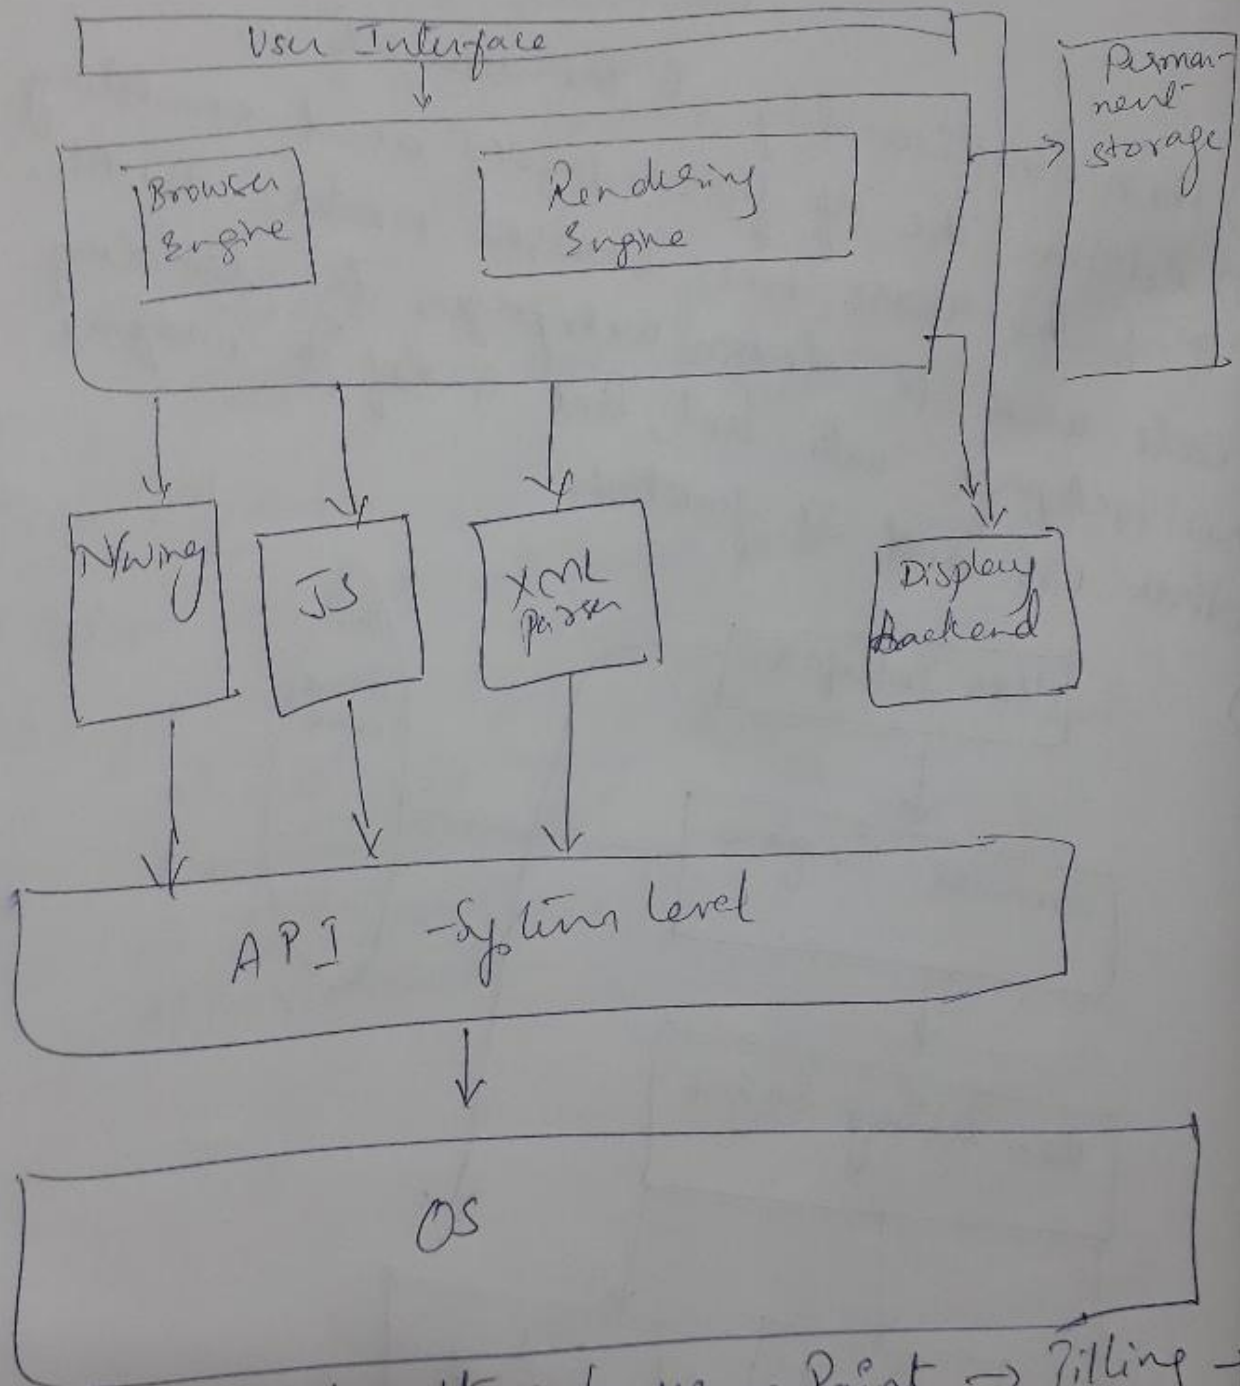 User Interface
Perman-
nent
storage
Browser
Engine
Rendering
Engine
N/wing
JS
XML
Parser
Display
Backend
API -System level
OS
Paint →